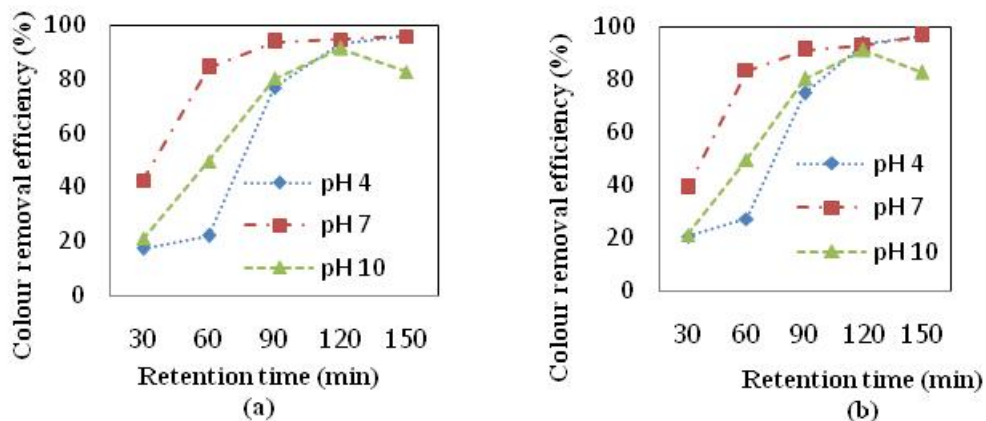 Colour removal efficiency (%)
100
80
60
40
20
0
pH 4
pH 7
pH 10
30 60 90 120 150
Retention time (min)
(a)
Colour removal efficiency (%)
100
80
60
40
20
0
pH 4
pH 7
pH 10
30 60 90 120 150
Retention time (min)
(b)